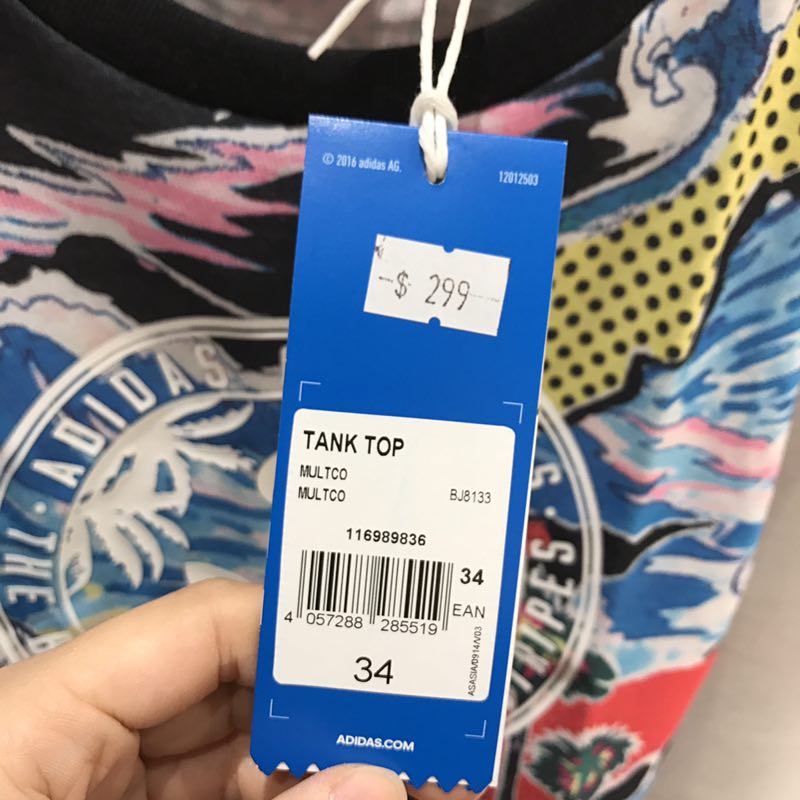 © 2016 adidas AG.
12012503
-$ 299--
TANK TOP
MULTCO
MULTCO BJ8133
116989836
34
EAN
4 057288 285519
ASASIA/0914/V03
34
ADIDAS.COM
THE · ADIDAS
RIPES · S